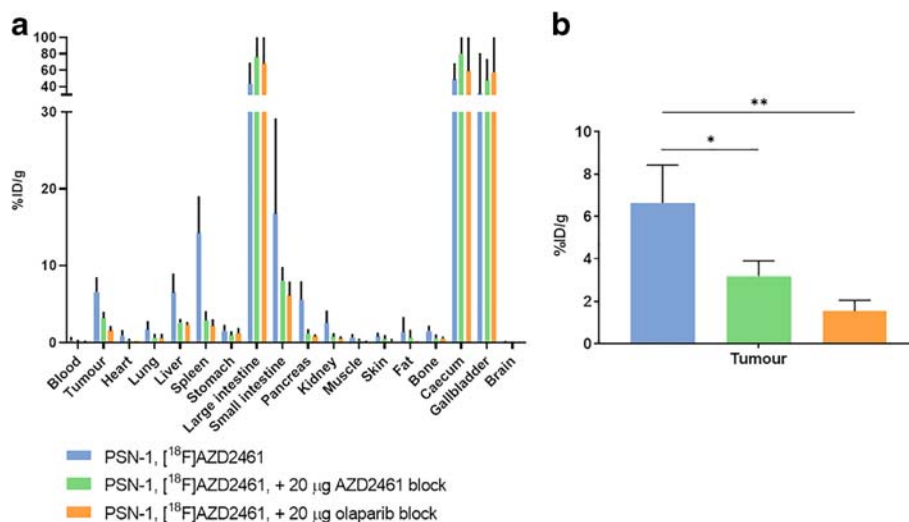 a
b
%ID/g
100
80
60
40
30
20
10
0
Blood
Tumour
Heart
Lung
Liver
Spleen
Stomach
Large intestine
Small intestine
Pancreas
Kidney
Muscle
Skin
Fat
Bone
Caecum
Gallbladder
Brain
PSN-1, [¹⁸F]AZD2461
PSN-1, [¹⁸F]AZD2461, + 20 μg AZD2461 block
PSN-1, [¹⁸F]AZD2461, + 20 μg olaparib block
%ID/g
10
8
6
4
2
0
**
*
Tumour